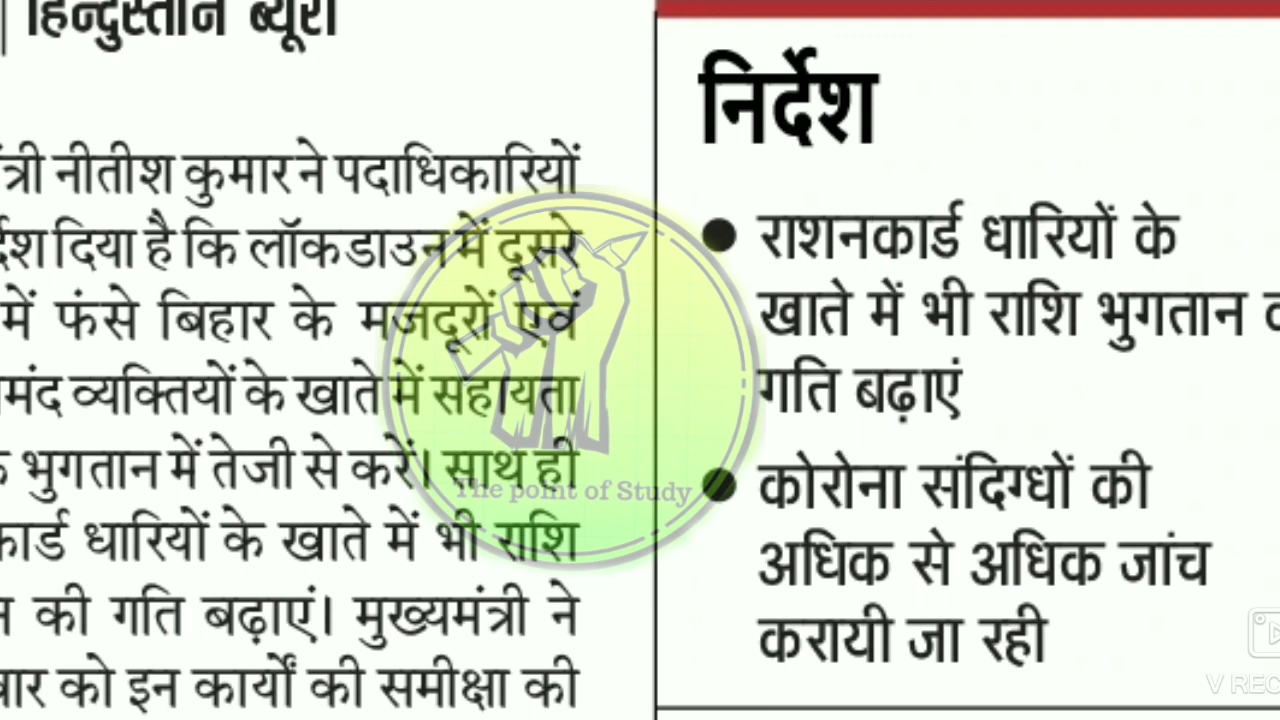 हिन्दुस्तान ब्यूरो
नीतीश कुमार ने पदाधिकारियों
दिया है कि लॉकडाउन में दूसरे
में फंसे बिहार के मजदूरों एवं
व्यक्तियों के खाते में सहायता
भुगतान में तेजी से करें। साथ ही
धारियों के खाते में भी राशि
की गति बढ़ाएं। मुख्यमंत्री ने
को इन कार्यों की समीक्षा की
निर्देश
● राशनकार्ड धारियों के
खाते में भी राशि भुगतान
गति बढ़ाएं
● कोरोना संदिग्धों की
अधिक से अधिक जांच
करायी जा रही
The point of Study
V REC